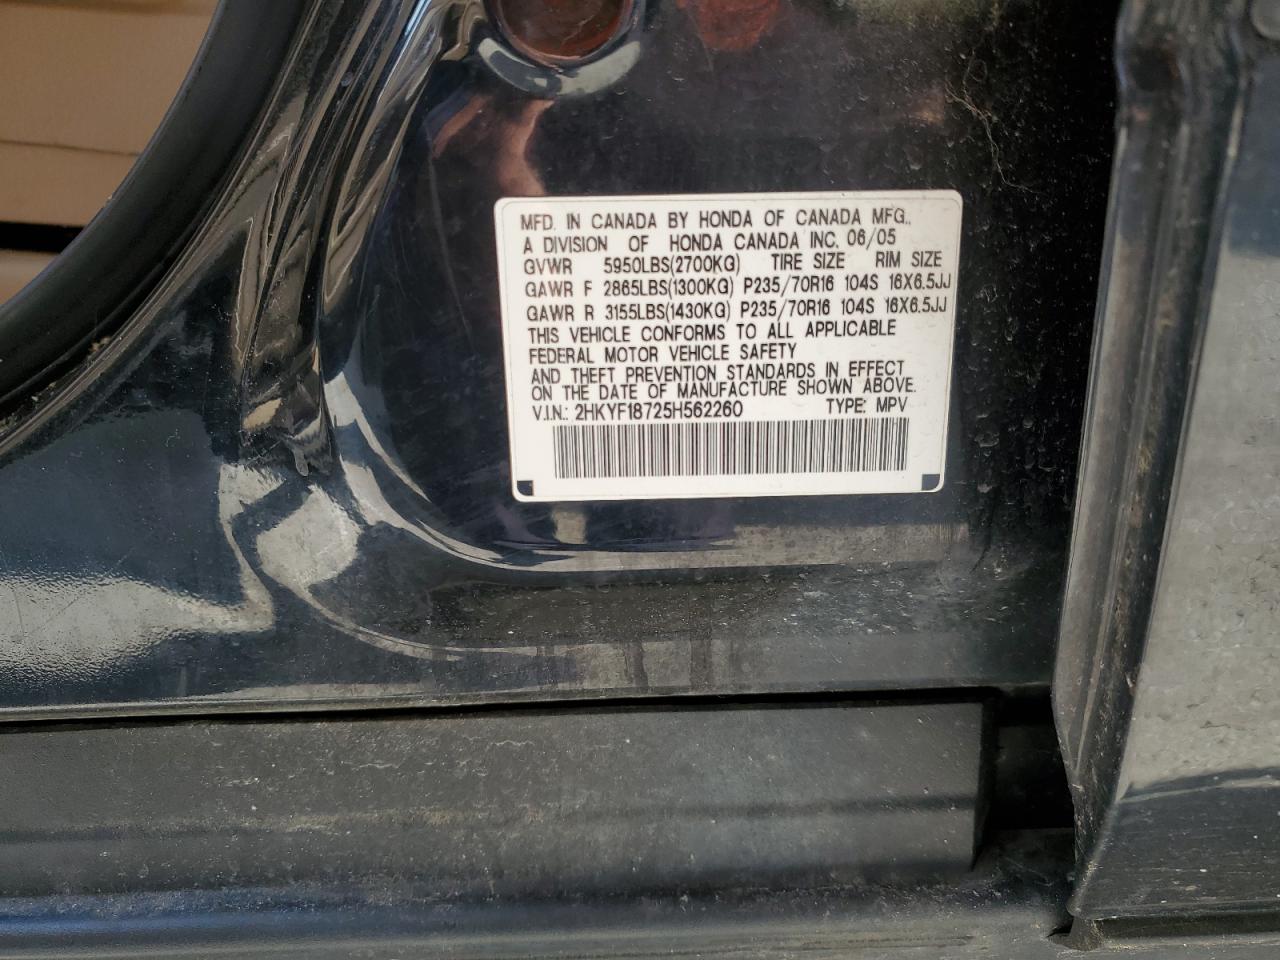 MFD. IN CANADA BY HONDA OF CANADA MFG.,
A DIVISION OF HONDA CANADA INC. 06/05
GVWR 5950LBS(2700KG) TIRE SIZE RIM SIZE
GAWR F 2865LBS(1300KG) P235/70R16 104S 16X6.5JJ
GAWR R 3155LBS(1430KG) P235/70R16 104S 16X6.5JJ
THIS VEHICLE CONFORMS TO ALL APPLICABLE
FEDERAL MOTOR VEHICLE SAFETY
AND THEFT PREVENTION STANDARDS IN EFFECT
ON THE DATE OF MANUFACTURE SHOWN ABOVE.
V.I.N.: 2HKYF18725H562260 TYPE: MPV